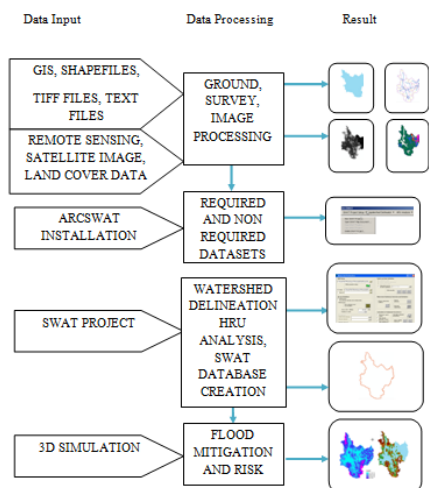 Data Input
Data Processing
Result
GIS, SHAPEFILES,
TIFF FILES, TEXT
FILES
REMOTE SENSING,
SATELLITE IMAGE,
LAND COVER DATA
GROUND,
SURVEY,
IMAGE
PROCESSING
ARCSWAT
INSTALLATION
REQUIRED
AND NON
REQUIRED
DATASETS
SWAT PROJECT
WATERSHED
DELINEATION
HRU
ANALYSIS,
SWAT
DATABASE
CREATION
3D SIMULATION
FLOOD
MITIGATION
AND RISK